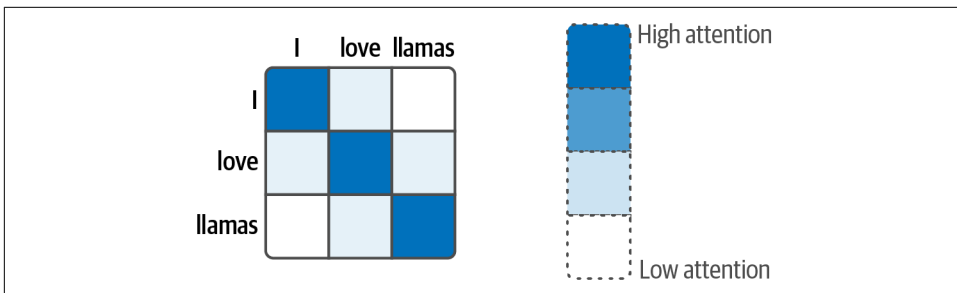 I love llamas
High attention
I
love
llamas
Low attention